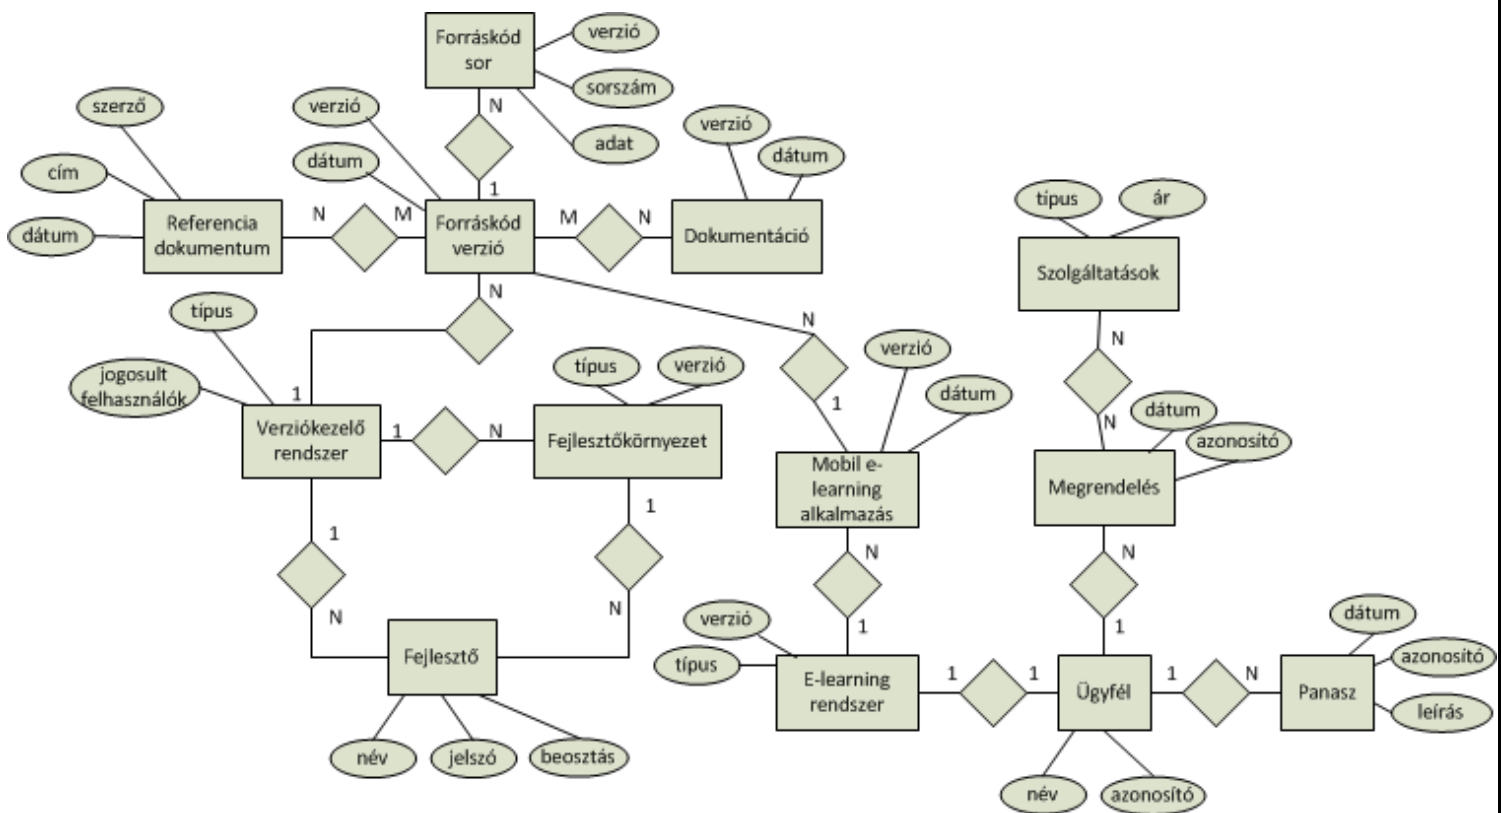 Forráskód
sor
verzió
sorszám
adat
N
1
szerző
cím
dátum
Referencia
dokumentum
N
M
verzió
dátum
Forráskód
verzió
M
N
verzió
dátum
Dokumentáció
N
1
típus
jogosult
felhasználók
Verziókezelő
rendszer
1
N
típus
verzió
Fejlesztőkörnyezet
N
1
verzió
dátum
Mobil e-
learning
alkalmazás
típus
ár
Szolgáltatások
N
N
dátum
azonosító
Megrendelés
1
N
1
N
Fejlesztő
név
jelszó
beosztás
N
1
verzió
típus
E-learning
rendszer
1
1
N
1
Ügyfél
név
azonosító
1
N
Panasz
dátum
azonosító
leírás